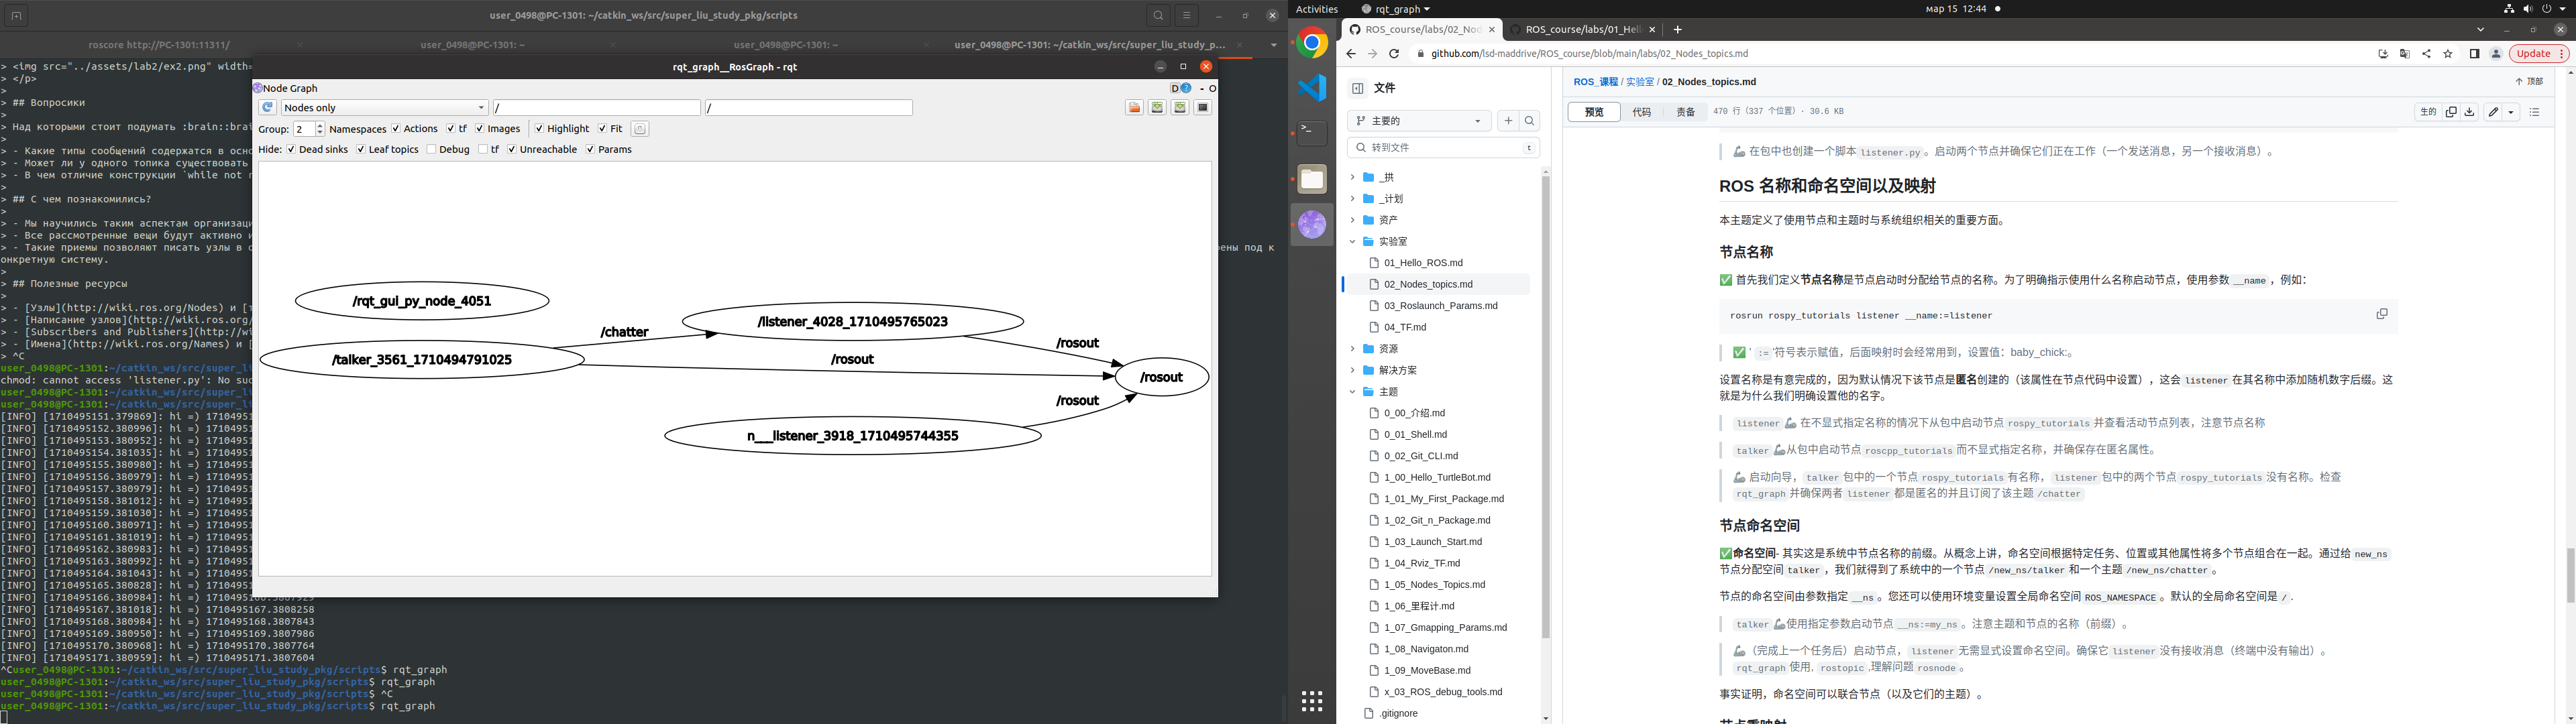 user_0498@PC-1301: ~/catkin_ws/src/super_liu_study_pkg/scripts
roscore http://PC-1301:11311/
user_0498@PC-1301: ~
user_0498@PC-1301: ~
user_0498@PC-1301: ~/catkin_ws/src/super_liu_study_p...
> <img src="../assets/lab2/ex2.png" width=
> </p>
>
> ## Вопросики
>
> Над которыми стоит подумать :brain::brai
>
> - Какие типы сообщений содержатся в осно
> - Может ли у одного топика существовать
> - В чем отличие конструкции `while not r
>
> ## С чем познакомились?
>
> - Мы научились таким аспектам организаци
> - Все рассмотренные вещи будут активно и
> - Такие приемы позволяют писать узлы в о
ены под к
онкретную систему.
>
> ## Полезные ресурсы
>
> - [Узлы](http://wiki.ros.org/Nodes) и [т
> - [Написание узлов](http://wiki.ros.org/
> - [Subscribers and Publishers](http://wi
> - [Имена](http://wiki.ros.org/Names) и [
> ^C
user_0498@PC-1301:~/catkin_ws/src/super_li
chmod: cannot access 'listener.py': No suc
user_0498@PC-1301:~/catkin_ws/src/super_li
user_0498@PC-1301:~/catkin_ws/src/super_li
[INFO] [1710495151.379869]: hi =) 17104951
[INFO] [1710495152.380996]: hi =) 17104951
[INFO] [1710495153.380952]: hi =) 17104951
[INFO] [1710495154.381035]: hi =) 17104951
[INFO] [1710495155.380980]: hi =) 17104951
[INFO] [1710495156.380979]: hi =) 17104951
[INFO] [1710495157.380979]: hi =) 17104951
[INFO] [1710495158.381012]: hi =) 17104951
[INFO] [1710495159.381030]: hi =) 17104951
[INFO] [1710495160.380971]: hi =) 17104951
[INFO] [1710495161.381019]: hi =) 17104951
[INFO] [1710495162.380983]: hi =) 17104951
[INFO] [1710495163.380992]: hi =) 17104951
[INFO] [1710495164.381043]: hi =) 17104951
[INFO] [1710495165.380828]: hi =) 17104951
[INFO] [1710495166.380984]: hi =) 1710495166.3807929
[INFO] [1710495167.381018]: hi =) 1710495167.3808258
[INFO] [1710495168.380984]: hi =) 1710495168.3807843
[INFO] [1710495169.380950]: hi =) 1710495169.3807986
[INFO] [1710495170.380968]: hi =) 1710495170.3807764
[INFO] [1710495171.380959]: hi =) 1710495171.3807604
^Cuser_0498@PC-1301:~/catkin_ws/src/super_liu_study_pkg/scripts$ rqt_graph
user_0498@PC-1301:~/catkin_ws/src/super_liu_study_pkg/scripts$ rqt_graph
user_0498@PC-1301:~/catkin_ws/src/super_liu_study_pkg/scripts$ ^C
user_0498@PC-1301:~/catkin_ws/src/super_liu_study_pkg/scripts$ rqt_graph
rqt_graph__RosGraph - rqt
Node Graph
D
- O
Nodes only
/
/
Group: 2 Namespaces Actions tf Images Highlight Fit
Hide: Dead sinks Leaf topics Debug tf Unreachable Params
/rqt_gui_py_node_4051
/chatter
/listener_4028_1710495765023
/rosout
/talker_3561_1710494791025
/rosout
/rosout
/rosout
n___listener_3918_1710495744355
Activities
rqt_graph
мар 15 12:44
ROS_course/labs/02_Nod
ROS_course/labs/01_Hell
github.com/lsd-maddrive/ROS_course/blob/main/labs/02_Nodes_topics.md
Update
文件
主要的
转到文件
t
_拱
_计划
资产
实验室
01_Hello_ROS.md
02_Nodes_topics.md
03_Roslaunch_Params.md
04_TF.md
资源
解决方案
主题
0_00_介绍.md
0_01_Shell.md
0_02_Git_CLI.md
1_00_Hello_TurtleBot.md
1_01_My_First_Package.md
1_02_Git_n_Package.md
1_03_Launch_Start.md
1_04_Rviz_TF.md
1_05_Nodes_Topics.md
1_06_里程计.md
1_07_Gmapping_Params.md
1_08_Navigaton.md
1_09_MoveBase.md
x_03_ROS_debug_tools.md
.gitignore
ROS_课程 / 实验室 / 02_Nodes_topics.md
顶部
预览
代码
责备
470 行（337 个位置）· 30.6 KB
生的
💪 在包中也创建一个脚本 listener.py 。启动两个节点并确保它们正在工作（一个发送消息，另一个接收消息）。
ROS 名称和命名空间以及映射
本主题定义了使用节点和主题时与系统组织相关的重要方面。
节点名称
✅ 首先我们定义节点名称是节点启动时分配给节点的名称。为了明确指示使用什么名称启动节点，使用参数 __name ，例如：
rosrun rospy_tutorials listener __name:=listener
✅ ' := '符号表示赋值，后面映射时会经常用到，设置值：baby_chick:。
设置名称是有意完成的，因为默认情况下该节点是匿名创建的（该属性在节点代码中设置），这会 listener 在其名称中添加随机数字后缀。这
就是为什么我们明确设置他的名字。
listener 💪 在不显式指定名称的情况下从包中启动节点 rospy_tutorials 并查看活动节点列表，注意节点名称
talker 💪从包中启动节点 roscpp_tutorials 而不显式指定名称，并确保存在匿名属性。
💪 启动向导， talker 包中的一个节点 rospy_tutorials 有名称， listener 包中的两个节点 rospy_tutorials 没有名称。检查
rqt_graph 并确保两者 listener 都是匿名的并且订阅了该主题 /chatter
节点命名空间
✅命名空间- 其实这是系统中节点名称的前缀。从概念上讲，命名空间根据特定任务、位置或其他属性将多个节点组合在一起。通过给 new_ns
节点分配空间 talker ，我们就得到了系统中的一个节点 /new_ns/talker 和一个主题 /new_ns/chatter 。
节点的命名空间由参数指定 __ns 。您还可以使用环境变量设置全局命名空间 ROS_NAMESPACE 。默认的全局命名空间是 / .
talker 💪使用指定参数启动节点 __ns:=my_ns 。注意主题和节点的名称（前缀）。
💪（完成上一个任务后）启动节点， listener 无需显式设置命名空间。确保它 listener 没有接收消息（终端中没有输出）。
rqt_graph 使用, rostopic ,理解问题 rosnode 。
事实证明，命名空间可以联合节点（以及它们的主题）。
节点重映射